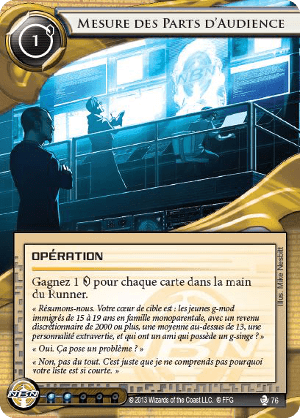 1
Mesure des Parts d'Audience
NBN
OPÉRATION
Gagnez 1 pour chaque carte dans la main
du Runner.
« Résumons-nous. Votre cœur de cible est : les jeunes g-mod
immigrés de 15 à 19 ans en famille monoparentale, avec un revenu
discrétionnaire de 2000 ou plus, une moyenne au-dessus de 13, une
personnalité extravertie, et qui ont un ami qui possède un g-singe ? »
« Oui. Ça pose un problème ? »
« Non, pas du tout. C'est juste que je ne comprends pas pourquoi
votre liste est si courte. »
Illus. Mike Nesbitt
NBN
© 2013 Wizards of the Coast LLC. © FFG
76